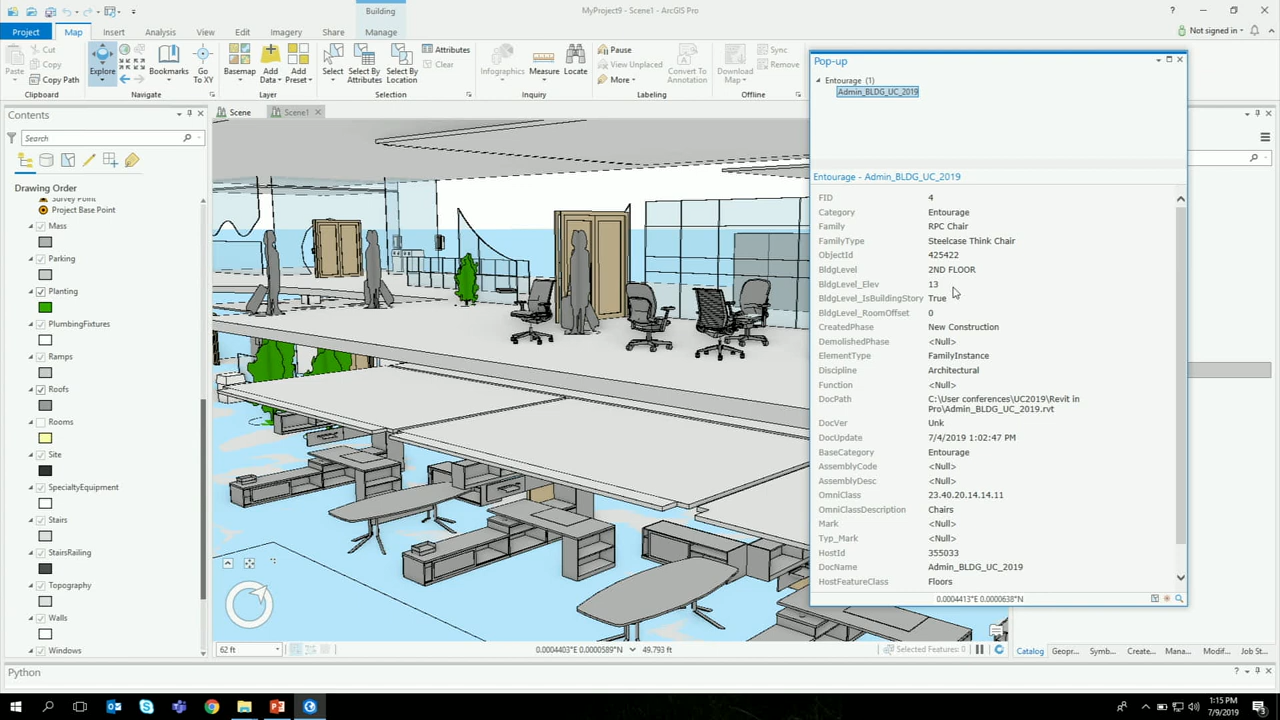 Building
MyProject9 - Scene1 - ArcGIS Pro
Project Map Insert Analysis View Edit Imagery Share Manage
Not signed in
Cut
Copy
Copy Path
Paste
Explore
Bookmarks
Go To XY
Basemap
Add Data
Add Preset
Select
Select By Attributes
Select By Location
Attributes
Clear
Infographics
Measure
Locate
Pause
View Unplaced
More
Convert To Annotation
Download Map
Sync
Remove
Clipboard
Navigate
Layer
Selection
Inquiry
Labeling
Offline
Contents
Search
Drawing Order
Survey Point
Project Base Point
Mass
Parking
Planting
PlumbingFixtures
Ramps
Roofs
Rooms
Site
SpecialtyEquipment
Stairs
StairsRailing
Topography
Walls
Windows
Scene
Scene1
Pop-up
Entourage (1)
Admin_BLDG_UC_2019
Entourage - Admin_BLDG_UC_2019
FID 4
Category Entourage
Family RPC Chair
FamilyType Steelcase Think Chair
ObjectId 425422
BldgLevel 2ND FLOOR
BldgLevel_Elev 13
BldgLevel_IsBuildingStory True
BldgLevel_RoomOffset 0
CreatedPhase New Construction
DemolishedPhase <Null>
ElementType FamilyInstance
Discipline Architectural
Function <Null>
DocPath C:\User conferences\UC2019\Revit in
Pro\Admin_BLDG_UC_2019.rvt
DocVer Unk
DocUpdate 7/4/2019 1:02:47 PM
BaseCategory Entourage
AssemblyCode <Null>
AssemblyDesc <Null>
OmniClass 23.40.20.14.14.11
OmniClassDescription Chairs
Mark <Null>
Typ_Mark <Null>
HostId 355033
DocName Admin_BLDG_UC_2019
HostFeatureClass Floors
0.0004413°E 0.0000638°N
62 ft
0.0004403°E 0.0000589°N
49.793 ft
Selected Features: 0
Catalog Geopr... Symb... Create... Mana... Modif... Job St...
Python
1:15 PM
7/9/2019
3